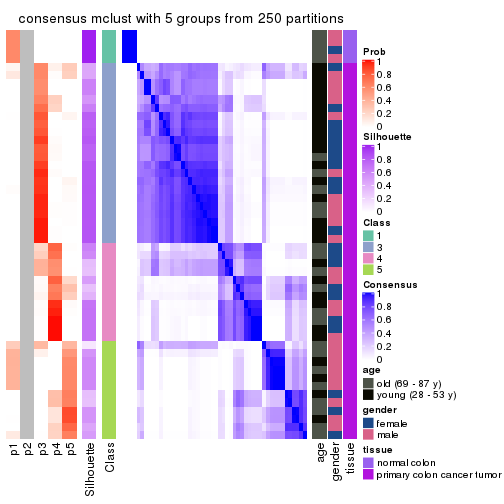 consensus mclust with 5 groups from 250 partitions
Prob
1
0.8
0.6
0.4
0.2
0
Silhouette
1
0.8
0.6
0.4
0.2
0
Class
1
3
4
5
Consensus
1
0.8
0.6
0.4
0.2
0
age
old (69 - 87 y)
young (28 - 53 y)
gender
female
male
tissue
normal colon
primary colon cancer tumor
p1
p2
p3
p4
p5
Silhouette
Class
age
gender
tissue